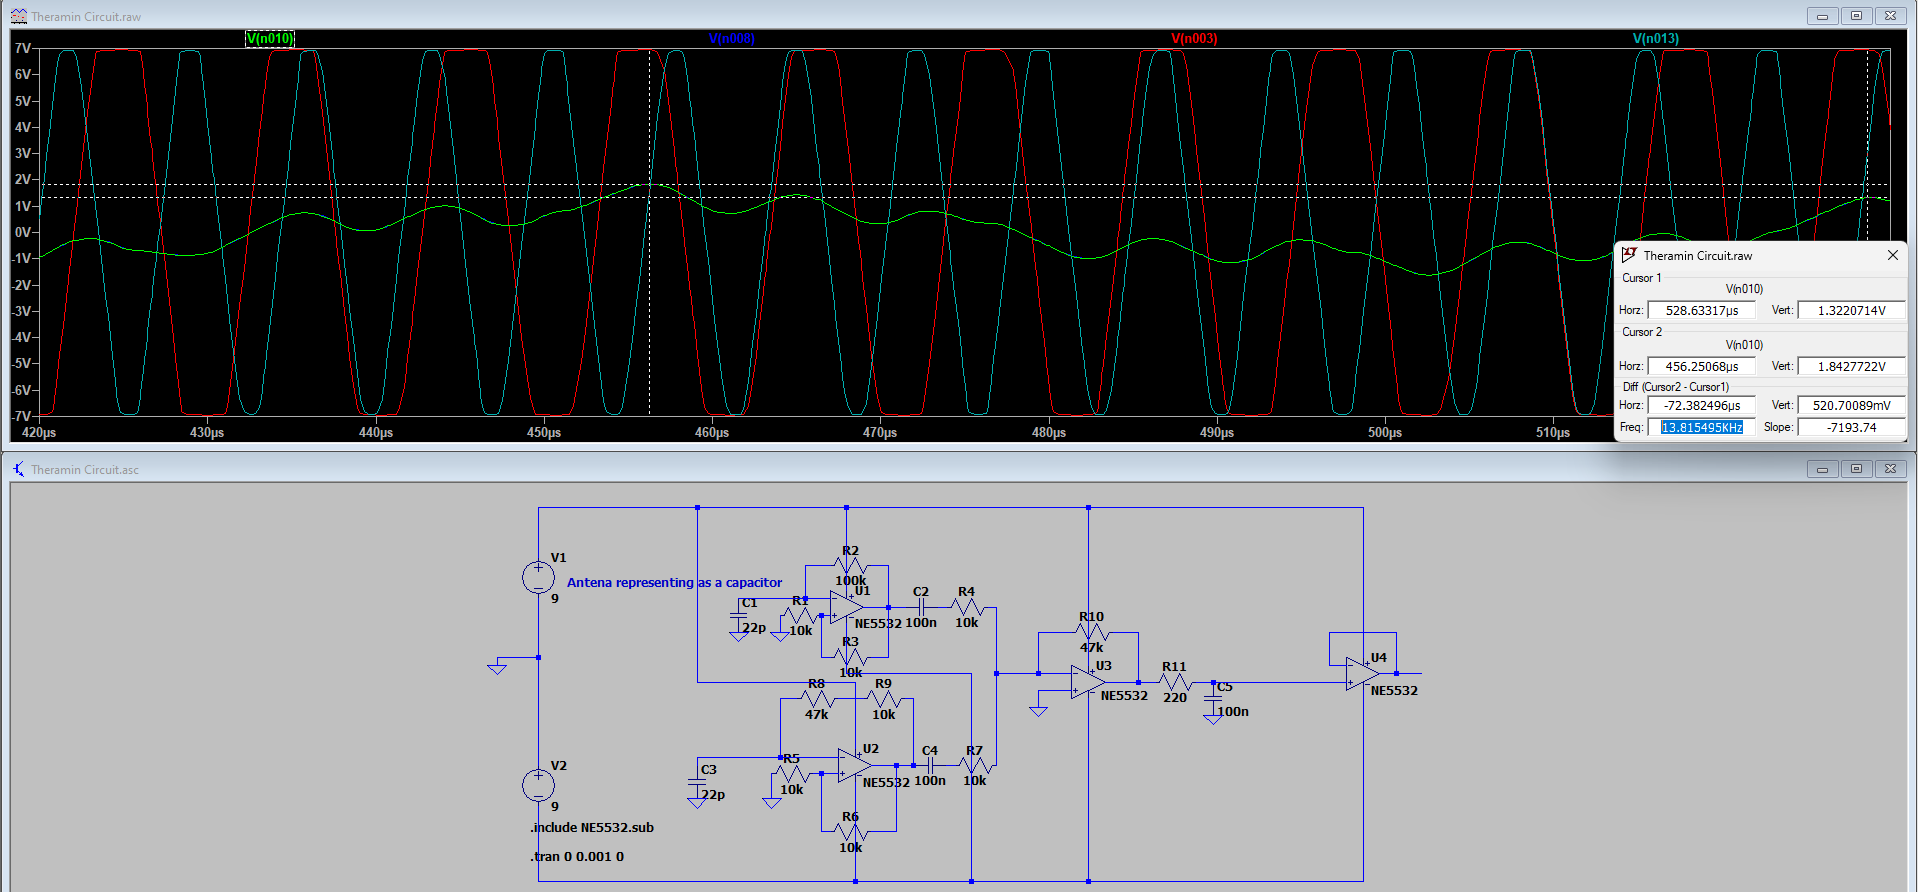 Theramin Circuit.raw
V(n010) V(n008) V(n003) V(n013)
7V
6V
5V
4V
3V
2V
1V
0V
-1V
-2V
-3V
-4V
-5V
-6V
-7V
420µs 430µs 440µs 450µs 460µs 470µs 480µs 490µs 500µs 510µs
Theramin Circuit.raw
Cursor 1
V(n010)
Horz: 528.63317µs Vert: 1.3220714V
Cursor 2
V(n010)
Horz: 456.25068µs Vert: 1.8427722V
Diff (Cursor2 - Cursor1)
Horz: -72.382496µs Vert: 520.70089mV
Freq: 13.815495KHz Slope: -7193.74
Theramin Circuit.asc
V1
9
Antena representing as a capacitor
R2
100k
U1
NE5532
C1
22p
R1
10k
R3
10k
C2
100n
R4
10k
R8
47k
R9
10k
U2
NE5532
C3
22p
R5
10k
R6
10k
C4
100n
R7
10k
R10
47k
U3
NE5532
R11
220
C5
100n
U4
NE5532
V2
9
.include NE5532.sub
.tran 0 0.001 0